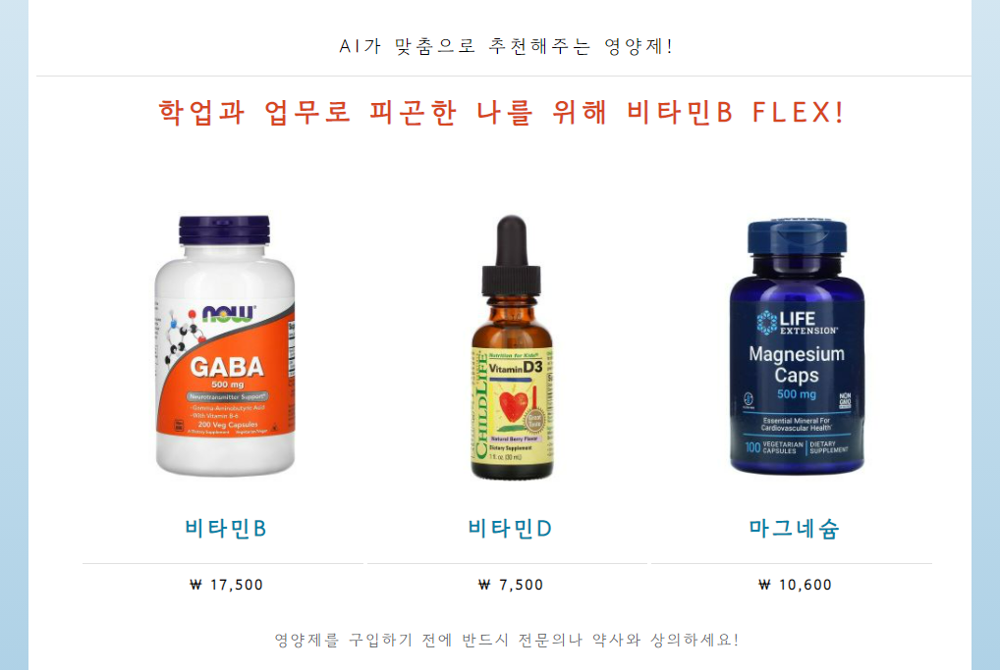 AI가 맞춤으로 추천해주는 영양제!
학업과 업무로 피곤한 나를 위해 비타민B FLEX!
NOW
GABA
500 mg
Neurotransmitter Support*
-Gamma-Aminobutyric Acid
-With Vitamin B-6
200 Veg Capsules
Nutrition for Kids!®
CHILDLIFE
Vitamin D3
Great Taste
Natural Berry Flavor
Dietary Supplement
1 fl. oz. (30 mL)
LIFE
EXTENSION®
Magnesium
Caps
500 mg
NON
GMO
Essential Mineral For
Cardiovascular Health*
100 VEGETARIAN CAPSULES | DIETARY SUPPLEMENT
비타민B
비타민D
마그네슘
₩ 17,500
₩ 7,500
₩ 10,600
영양제를 구입하기 전에 반드시 전문의나 약사와 상의하세요!